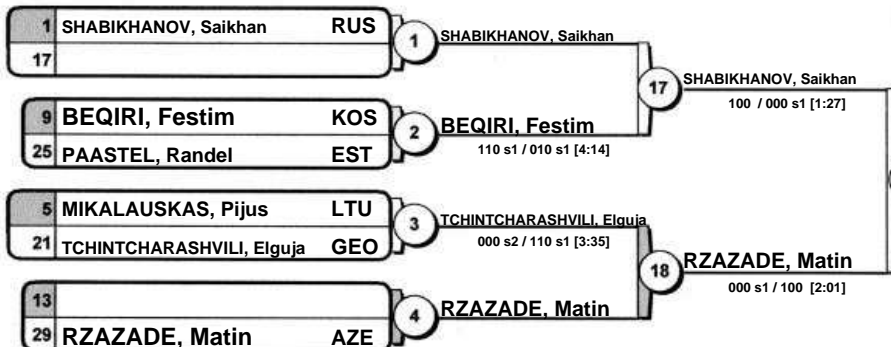 1 SHABIKHANOV, Saikhan RUS
17
1
SHABIKHANOV, Saikhan
9 BEQIRI, Festim KOS
25 PAASTEL, Randel EST
2
BEQIRI, Festim
110 s1 / 010 s1 [4:14]
17
SHABIKHANOV, Saikhan
100 / 000 s1 [1:27]
5 MIKALAUSKAS, Pijus LTU
21 TCHINTCHARASHVILI, Elguja GEO
3
TCHINTCHARASHVILI, Elguja
000 s2 / 110 s1 [3:35]
13
29 RZAZADE, Matin AZE
4
RZAZADE, Matin
18
RZAZADE, Matin
000 s1 / 100 [2:01]